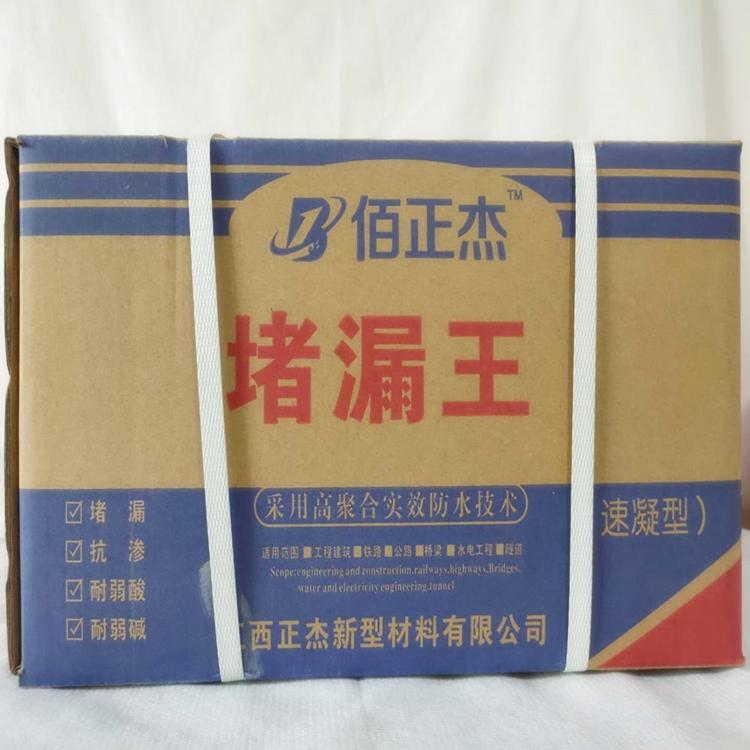 佰正杰™
堵漏王
采用高聚合实效防水技术
速凝型）
☑堵 漏
☑抗 渗
☑耐弱酸
☑耐弱碱
适用范围■工程建筑■铁路■公路■桥梁■水电工程■隧道
Scope:engineering and construction,railways,highways,Bridges,
water and electricity engineering,tunnel
西正杰新型材料有限公司